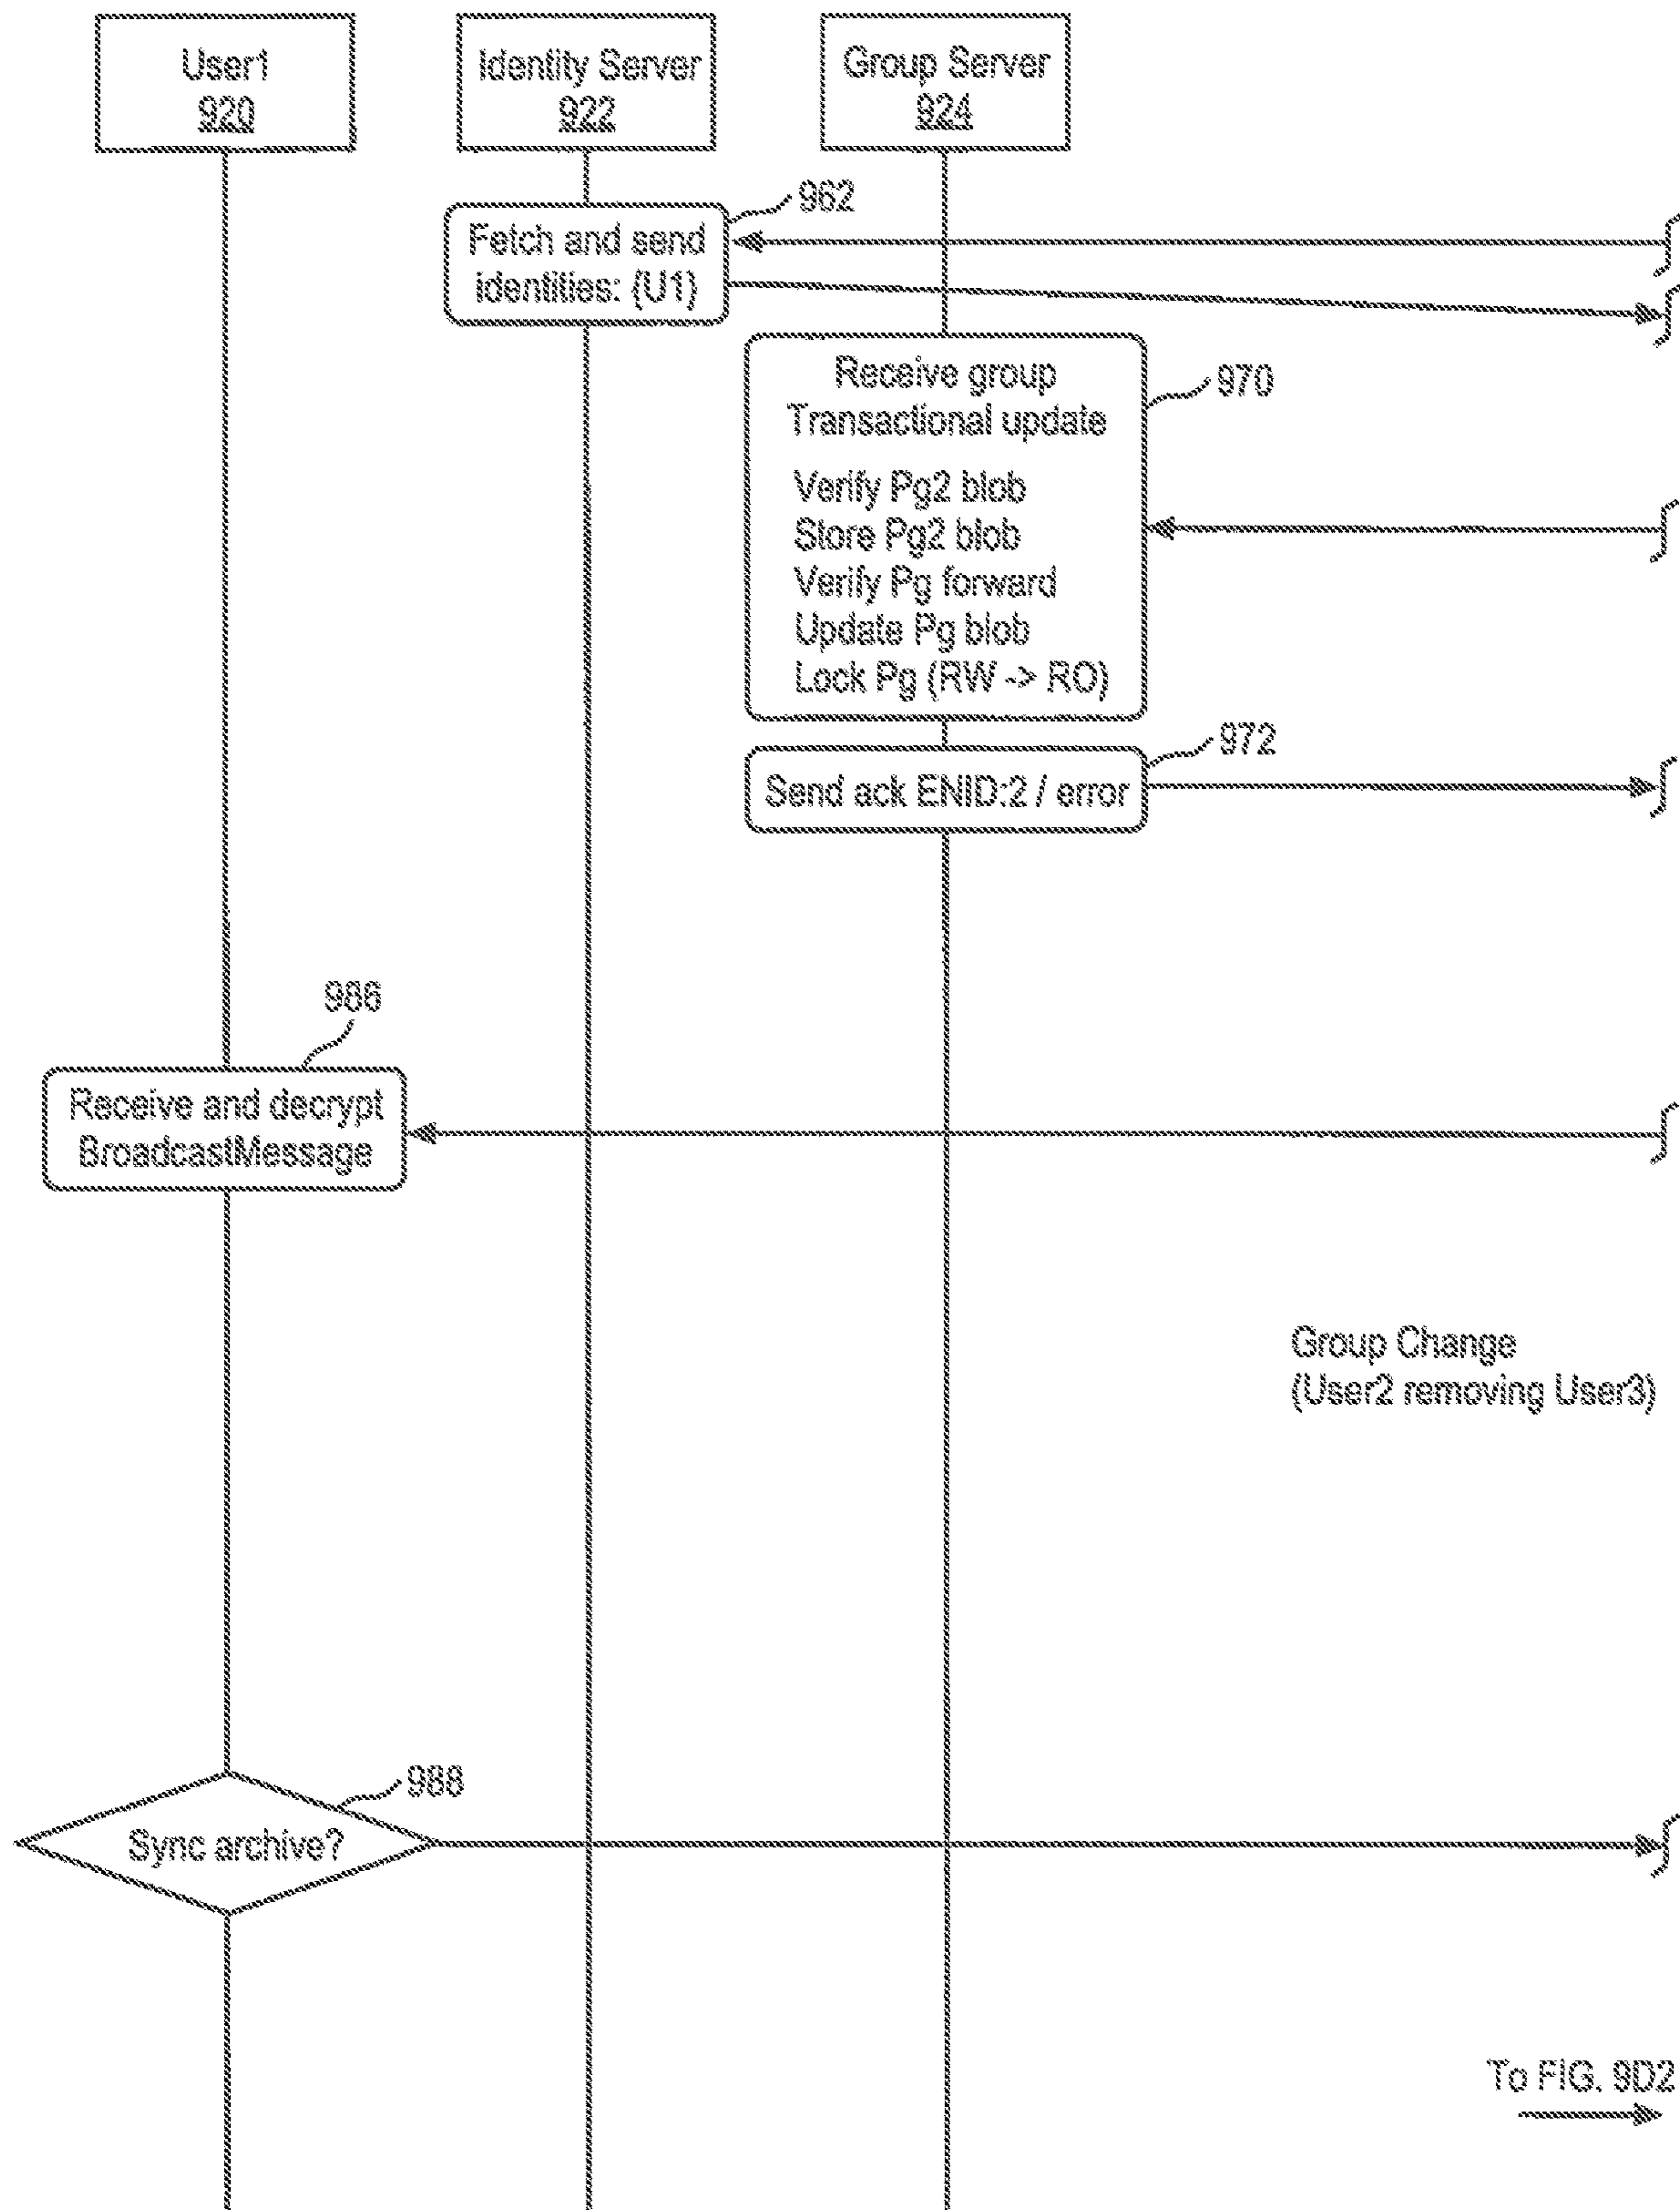 User1
920
Identity Server
922
Group Server
924
962
Fetch and send
identities: {U1}
Receive group
Transactional update
970
Verify Pg2 blob
Store Pg2 blob
Verify Pg forward
Update Pg blob
Lock Pg (RW -> RO)
972
Send ack ENID:2 / error
986
Receive and decrypt
BroadcastMessage
Group Change
(User2 removing User3)
988
Sync archive?
To FIG. 9D2